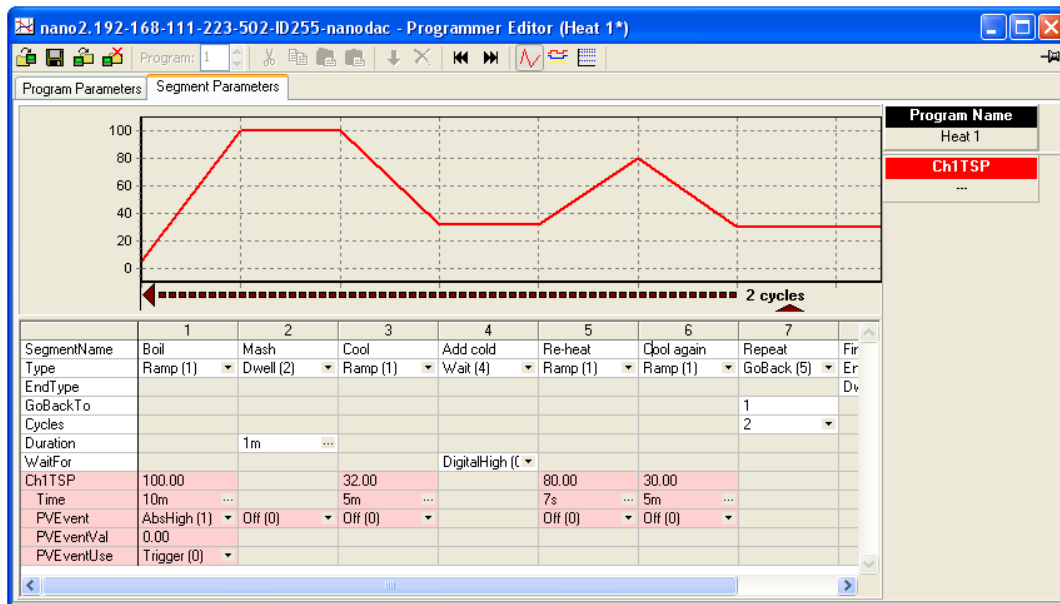 nano2.192-168-111-223-502-ID255-nanodac - Programmer Editor (Heat 1*)
Program: 1
Program Parameters Segment Parameters
Program Name
Heat 1
Ch1TSP
---
100
80
60
40
20
0
2 cycles
1 2 3 4 5 6 7
SegmentName Boil Mash Cool Add cold Re-heat Cool again Repeat Fir
Type Ramp (1) Dwell (2) Ramp (1) Wait (4) Ramp (1) Ramp (1) GoBack (5) Er
EndType Dw
GoBackTo 1
Cycles 2
Duration 1m ...
WaitFor DigitalHigh (0
Ch1TSP 100.00 32.00 80.00 30.00
Time 10m ... 5m ... 7s ... 5m ...
PVEvent AbsHigh (1) Off (0) Off (0) Off (0) Off (0)
PVEventVal 0.00
PVEventUse Trigger (0)